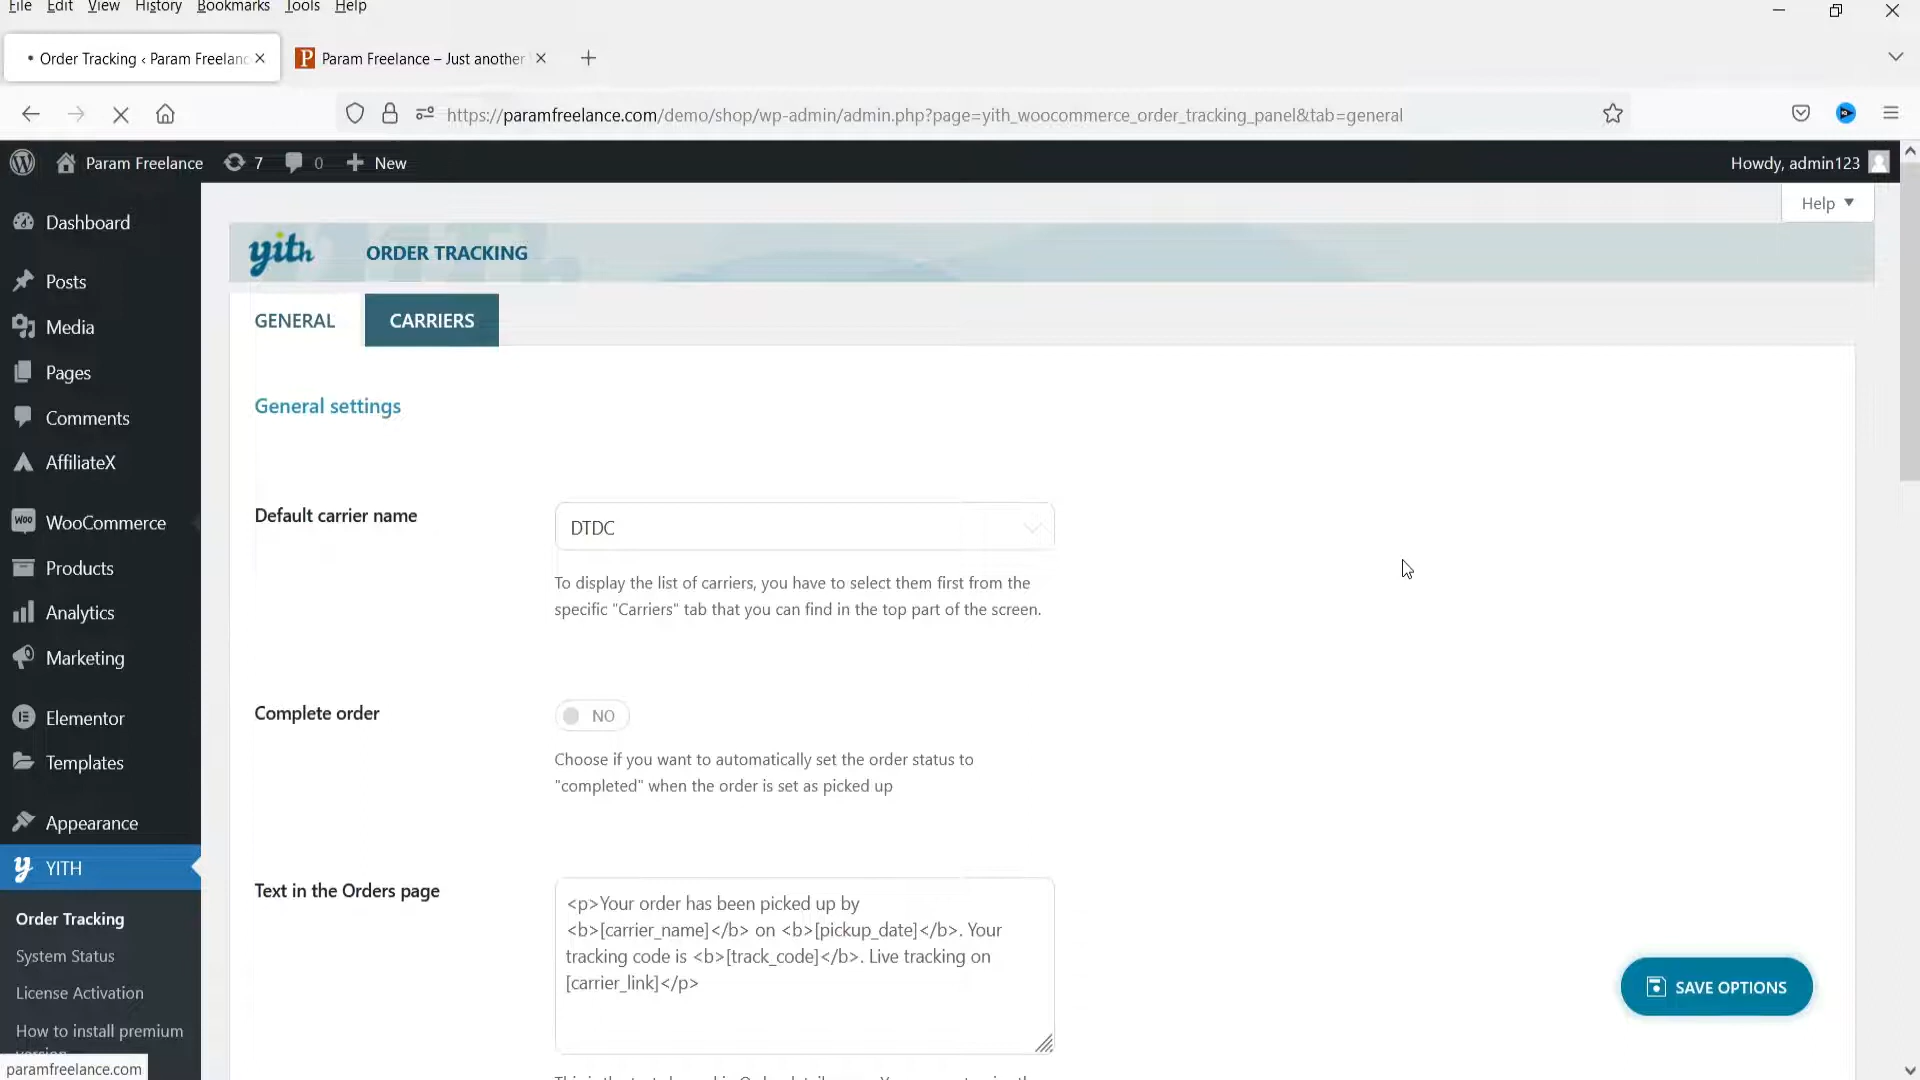 File Edit View History Bookmarks Tools Help
Order Tracking ‹ Param Freelanc
Param Freelance – Just another
https://paramfreelance.com/demo/shop/wp-admin/admin.php?page=yith_woocommerce_order_tracking_panel&tab=general
Param Freelance 7 0 New
Howdy, admin123
Help
Dashboard
Posts
Media
Pages
Comments
AffiliateX
WooCommerce
Products
Analytics
Marketing
Elementor
Templates
Appearance
YITH
Order Tracking
System Status
License Activation
How to install premium
paramfreelance.com
yith
ORDER TRACKING
GENERAL
CARRIERS
General settings
Default carrier name
DTDC
To display the list of carriers, you have to select them first from the
specific "Carriers" tab that you can find in the top part of the screen.
Complete order
NO
Choose if you want to automatically set the order status to
"completed" when the order is set as picked up
Text in the Orders page
<p>Your order has been picked up by
<b>[carrier_name]</b> on <b>[pickup_date]</b>. Your
tracking code is <b>[track_code]</b>. Live tracking on
[carrier_link]</p>
SAVE OPTIONS